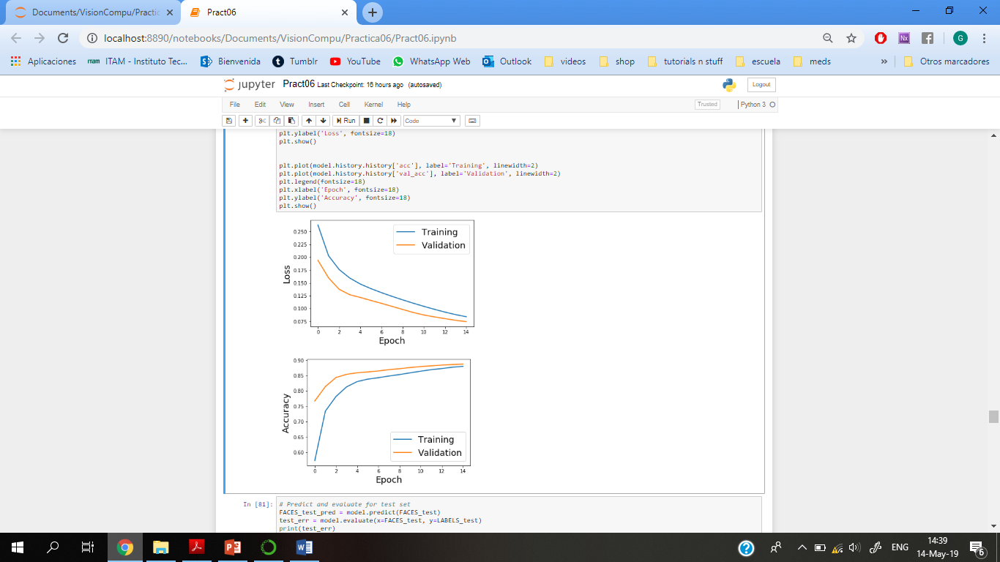 Documents/VisionCompu/Practic
Pract06
localhost:8890/notebooks/Documents/VisionCompu/Practica06/Pract06.ipynb
Nx
G
Aplicaciones
ITAM
ITAM - Instituto Tec...
Bienvenida
Tumblr
YouTube
WhatsApp Web
Outlook
videos
shop
tutorials n stuff
escuela
meds
»
Otros marcadores
jupyter Pract06 Last Checkpoint: 16 hours ago (autosaved)
Logout
File Edit View Insert Cell Kernel Help
Trusted
Python 3
Run
Code
plt.ylabel('Loss', fontsize=18)
plt.show()
plt.plot(model.history.history['acc'], label='Training', linewidth=2)
plt.plot(model.history.history['val_acc'], label='Validation', linewidth=2)
plt.legend(fontsize=18)
plt.xlabel('Epoch', fontsize=18)
plt.ylabel('Accuracy', fontsize=18)
plt.show()
Training
Validation
0.250
0.225
0.200
0.175
0.150
0.125
0.100
0.075
Loss
0 2 4 6 8 10 12 14
Epoch
0.90
0.85
0.80
0.75
0.70
0.65
0.60
Accuracy
Training
Validation
0 2 4 6 8 10 12 14
Epoch
In [81]:
# Predict and evaluate for test set
FACES_test_pred = model.predict(FACES_test)
test_err = model.evaluate(x=FACES_test, y=LABELS_test)
print(test_err)
ENG
14:39
14-May-19
6